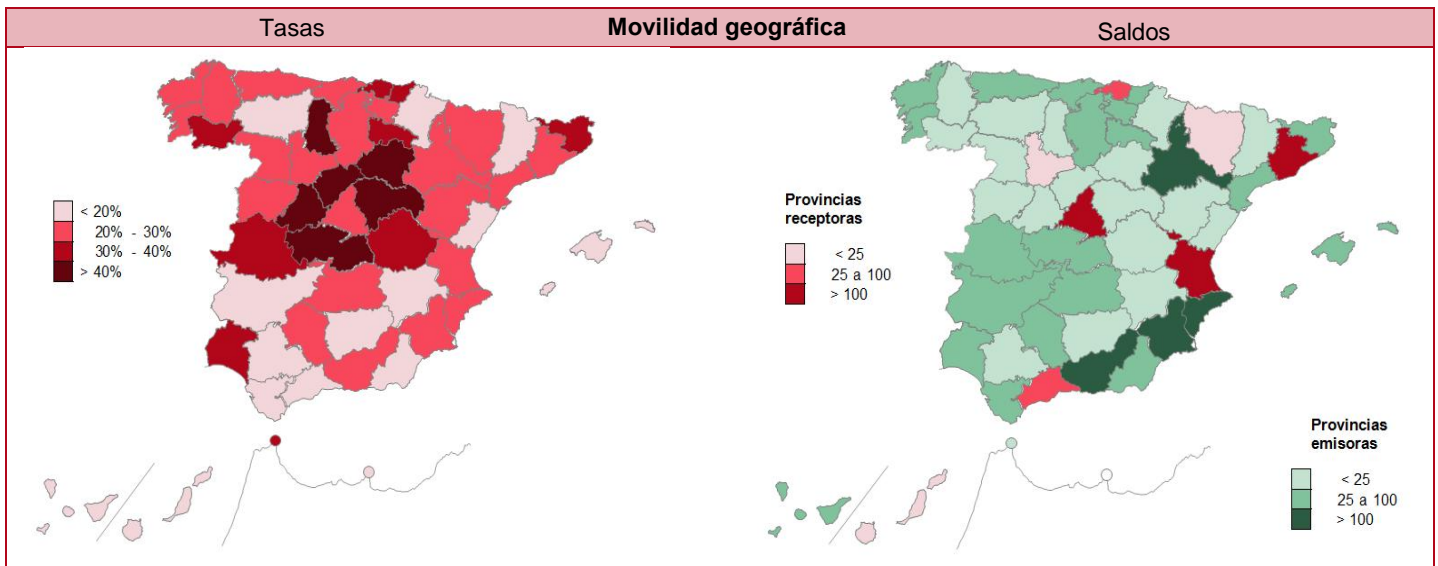 Tasas
Movilidad geográfica
Saldos
< 20%
20% - 30%
30% - 40%
> 40%
Provincias
receptoras
< 25
25 a 100
> 100
Provincias
emisoras
< 25
25 a 100
> 100